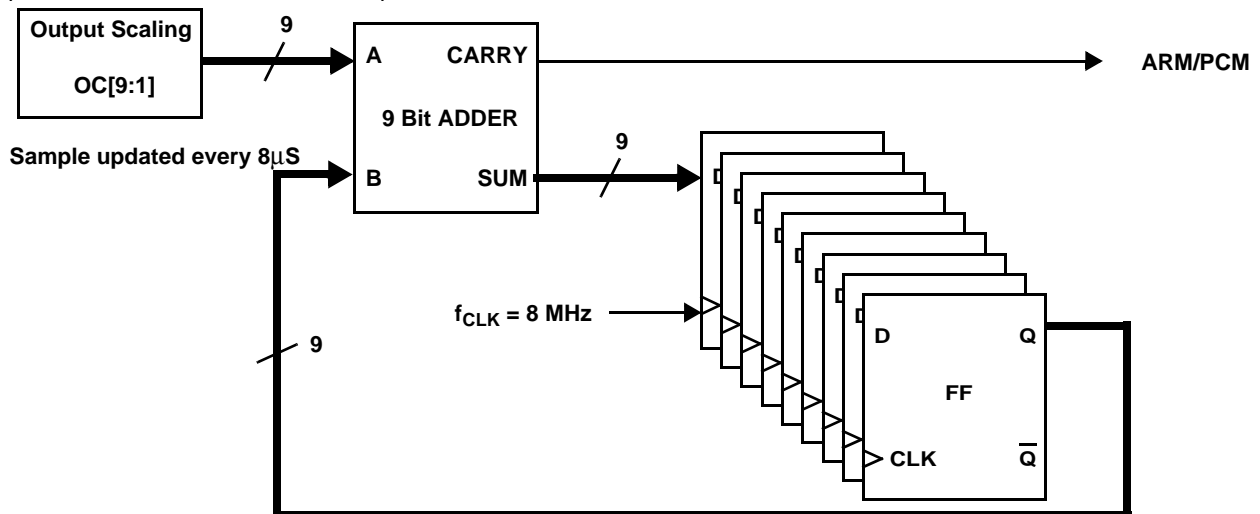 Output Scaling
OC[9:1]
9
A
CARRY
ARM/PCM
9 Bit ADDER
Sample updated every 8μS
B
SUM
9
D
D
D
D
D
D
D
D
fCLK = 8 MHz
9
D
Q
FF
CLK
Q̅